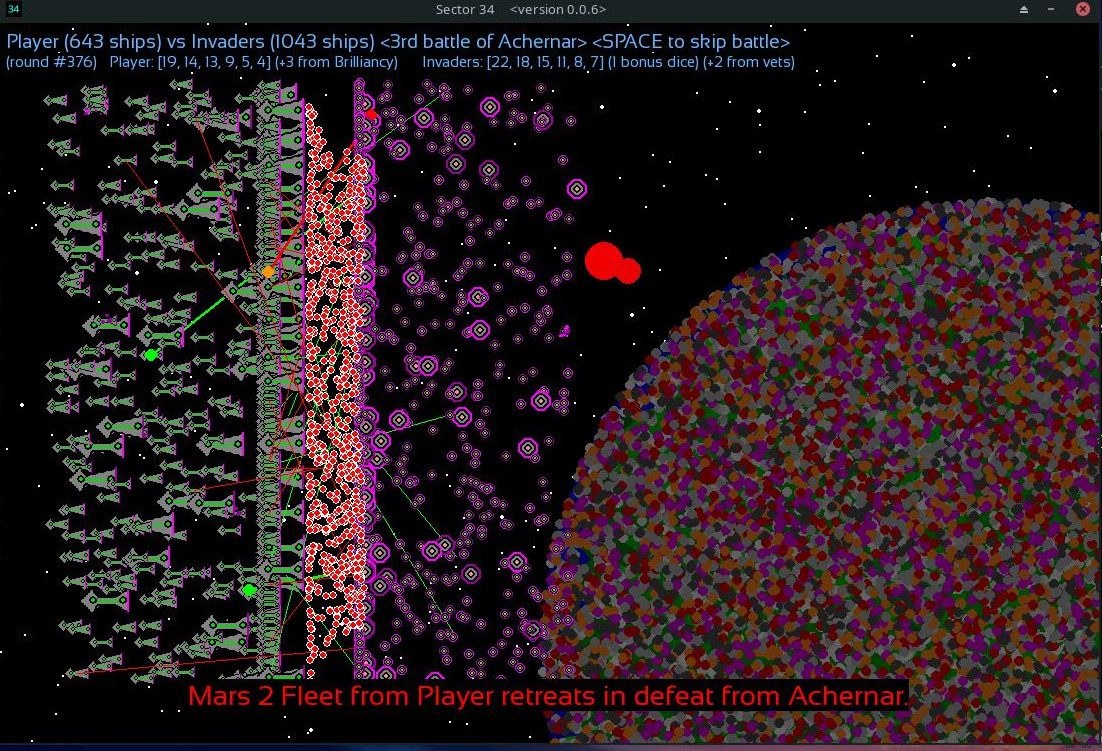 34
Sector 34 <version 0.0.6>
Player (643 ships) vs Invaders (1043 ships) <3rd battle of Achernar> <SPACE to skip battle>
(round #376) Player: [19, 14, 13, 9, 5, 4] (+3 from Brilliancy) Invaders: [22, 18, 15, 11, 8, 7] (1 bonus dice) (+2 from vets)
Mars 2 Fleet from Player retreats in defeat from Achernar.